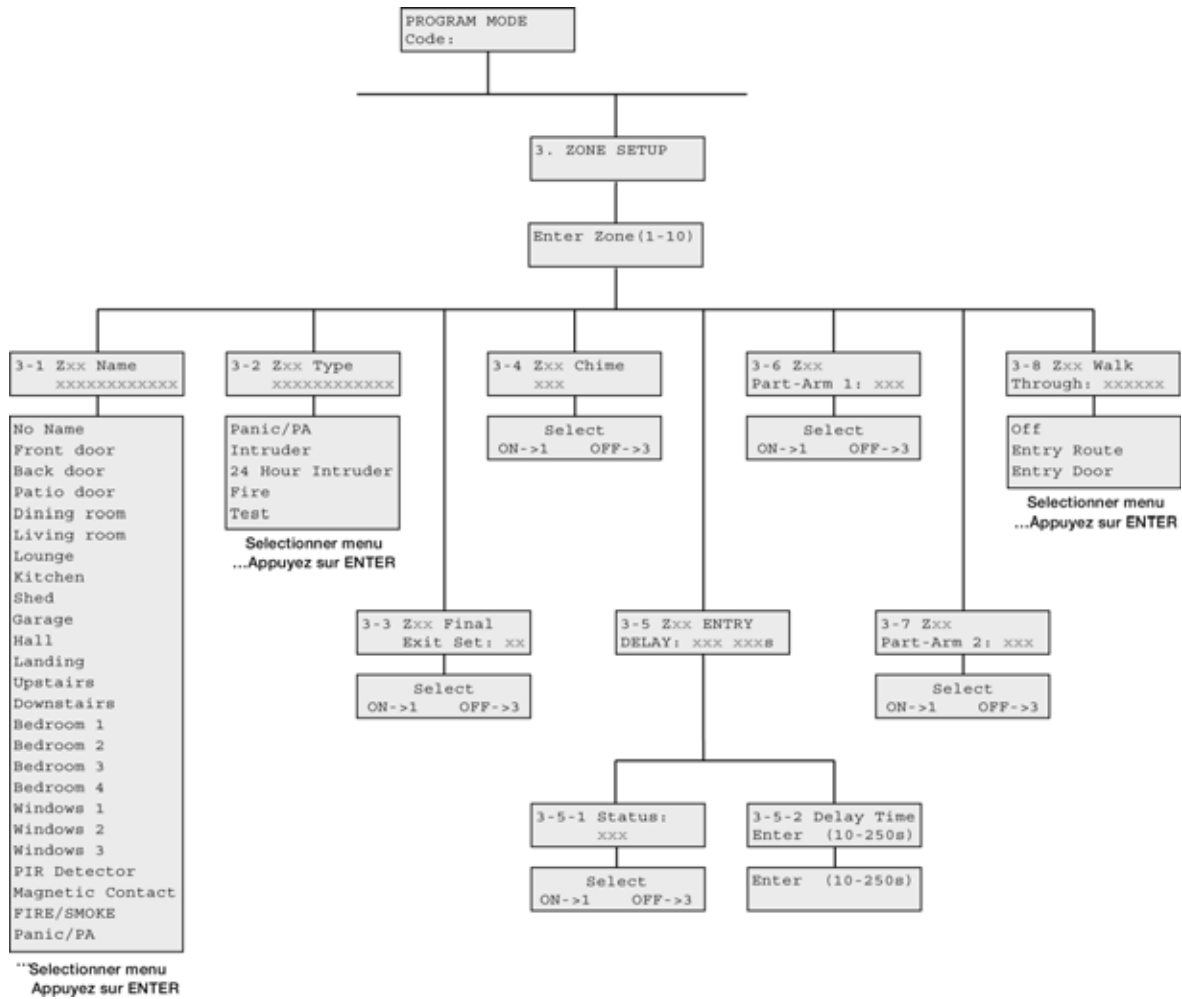 PROGRAM MODE
Code:
3. ZONE SETUP
Enter Zone(1-10)
3-1 Zxx Name
xxxxxxxxxxxx
No Name
Front door
Back door
Patio door
Dining room
Living room
Lounge
Kitchen
Shed
Garage
Hall
Landing
Upstairs
Downstairs
Bedroom 1
Bedroom 2
Bedroom 3
Bedroom 4
Windows 1
Windows 2
Windows 3
PIR Detector
Magnetic Contact
FIRE/SMOKE
Panic/PA
...Selectionner menu
Appuyez sur ENTER
3-2 Zxx Type
xxxxxxxxxxxx
Panic/PA
Intruder
24 Hour Intruder
Fire
Test
Selectionner menu
...Appuyez sur ENTER
3-3 Zxx Final
Exit Set: xx
Select
ON->1 OFF->3
3-4 Zxx Chime
xxx
Select
ON->1 OFF->3
3-5 Zxx ENTRY
DELAY: xxx xxxs
3-5-1 Status:
xxx
Select
ON->1 OFF->3
3-5-2 Delay Time
Enter (10-250s)
Enter (10-250s)
3-6 Zxx
Part-Arm 1: xxx
Select
ON->1 OFF->3
3-7 Zxx
Part-Arm 2: xxx
Select
ON->1 OFF->3
3-8 Zxx Walk
Through: xxxxxx
Off
Entry Route
Entry Door
Selectionner menu
...Appuyez sur ENTER